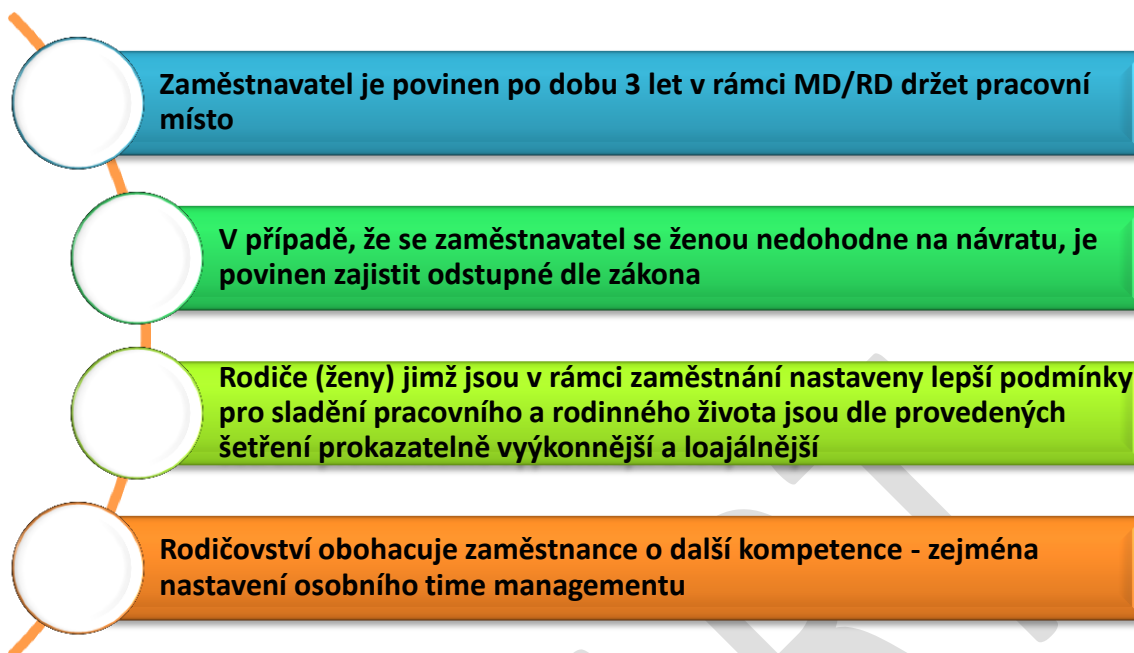 Zaměstnavatel je povinen po dobu 3 let v rámci MD/RD držet pracovní
místo
V případě, že se zaměstnavatel se ženou nedohodne na návratu, je
povinen zajistit odstupné dle zákona
Rodiče (ženy) jimž jsou v rámci zaměstnání nastaveny lepší podmínky
pro sladění pracovního a rodinného života jsou dle provedených
šetření prokazatelně vyýkonnější a loajálnější
Rodičovství obohacuje zaměstnance o další kompetence - zejména
nastavení osobního time managementu